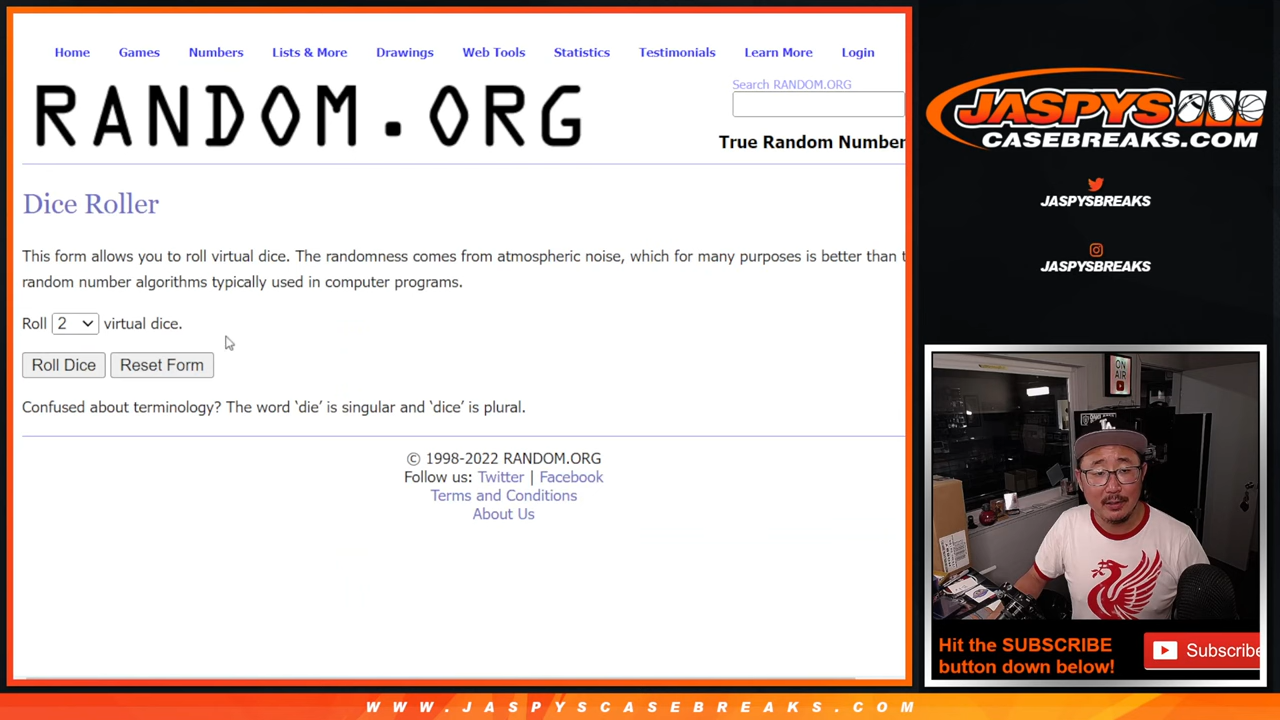 Home Games Numbers Lists & More Drawings Web Tools Statistics Testimonials Learn More Login
RANDOM.ORG
Search RANDOM.ORG
True Random Number
Dice Roller
This form allows you to roll virtual dice. The randomness comes from atmospheric noise, which for many purposes is better than t
random number algorithms typically used in computer programs.
Roll 2 virtual dice.
Roll Dice Reset Form
Confused about terminology? The word ‘die’ is singular and ‘dice’ is plural.
© 1998-2022 RANDOM.ORG
Follow us: Twitter | Facebook
Terms and Conditions
About Us
JASPYS
CASEBREAKS.COM
JASPYSBREAKS
JASPYSBREAKS
ON
AIR
LA
Hit the SUBSCRIBE
button down below!
Subscribe
WWW.JASPYSCASEBREAKS.COM